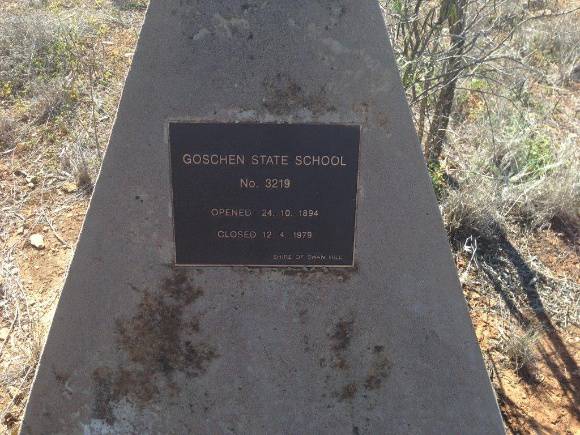 GOSCHEN STATE SCHOOL
No. 3219
OPENED 24. 10. 1894
CLOSED 12. 4. 1979
SHIRE OF SWAN HILL